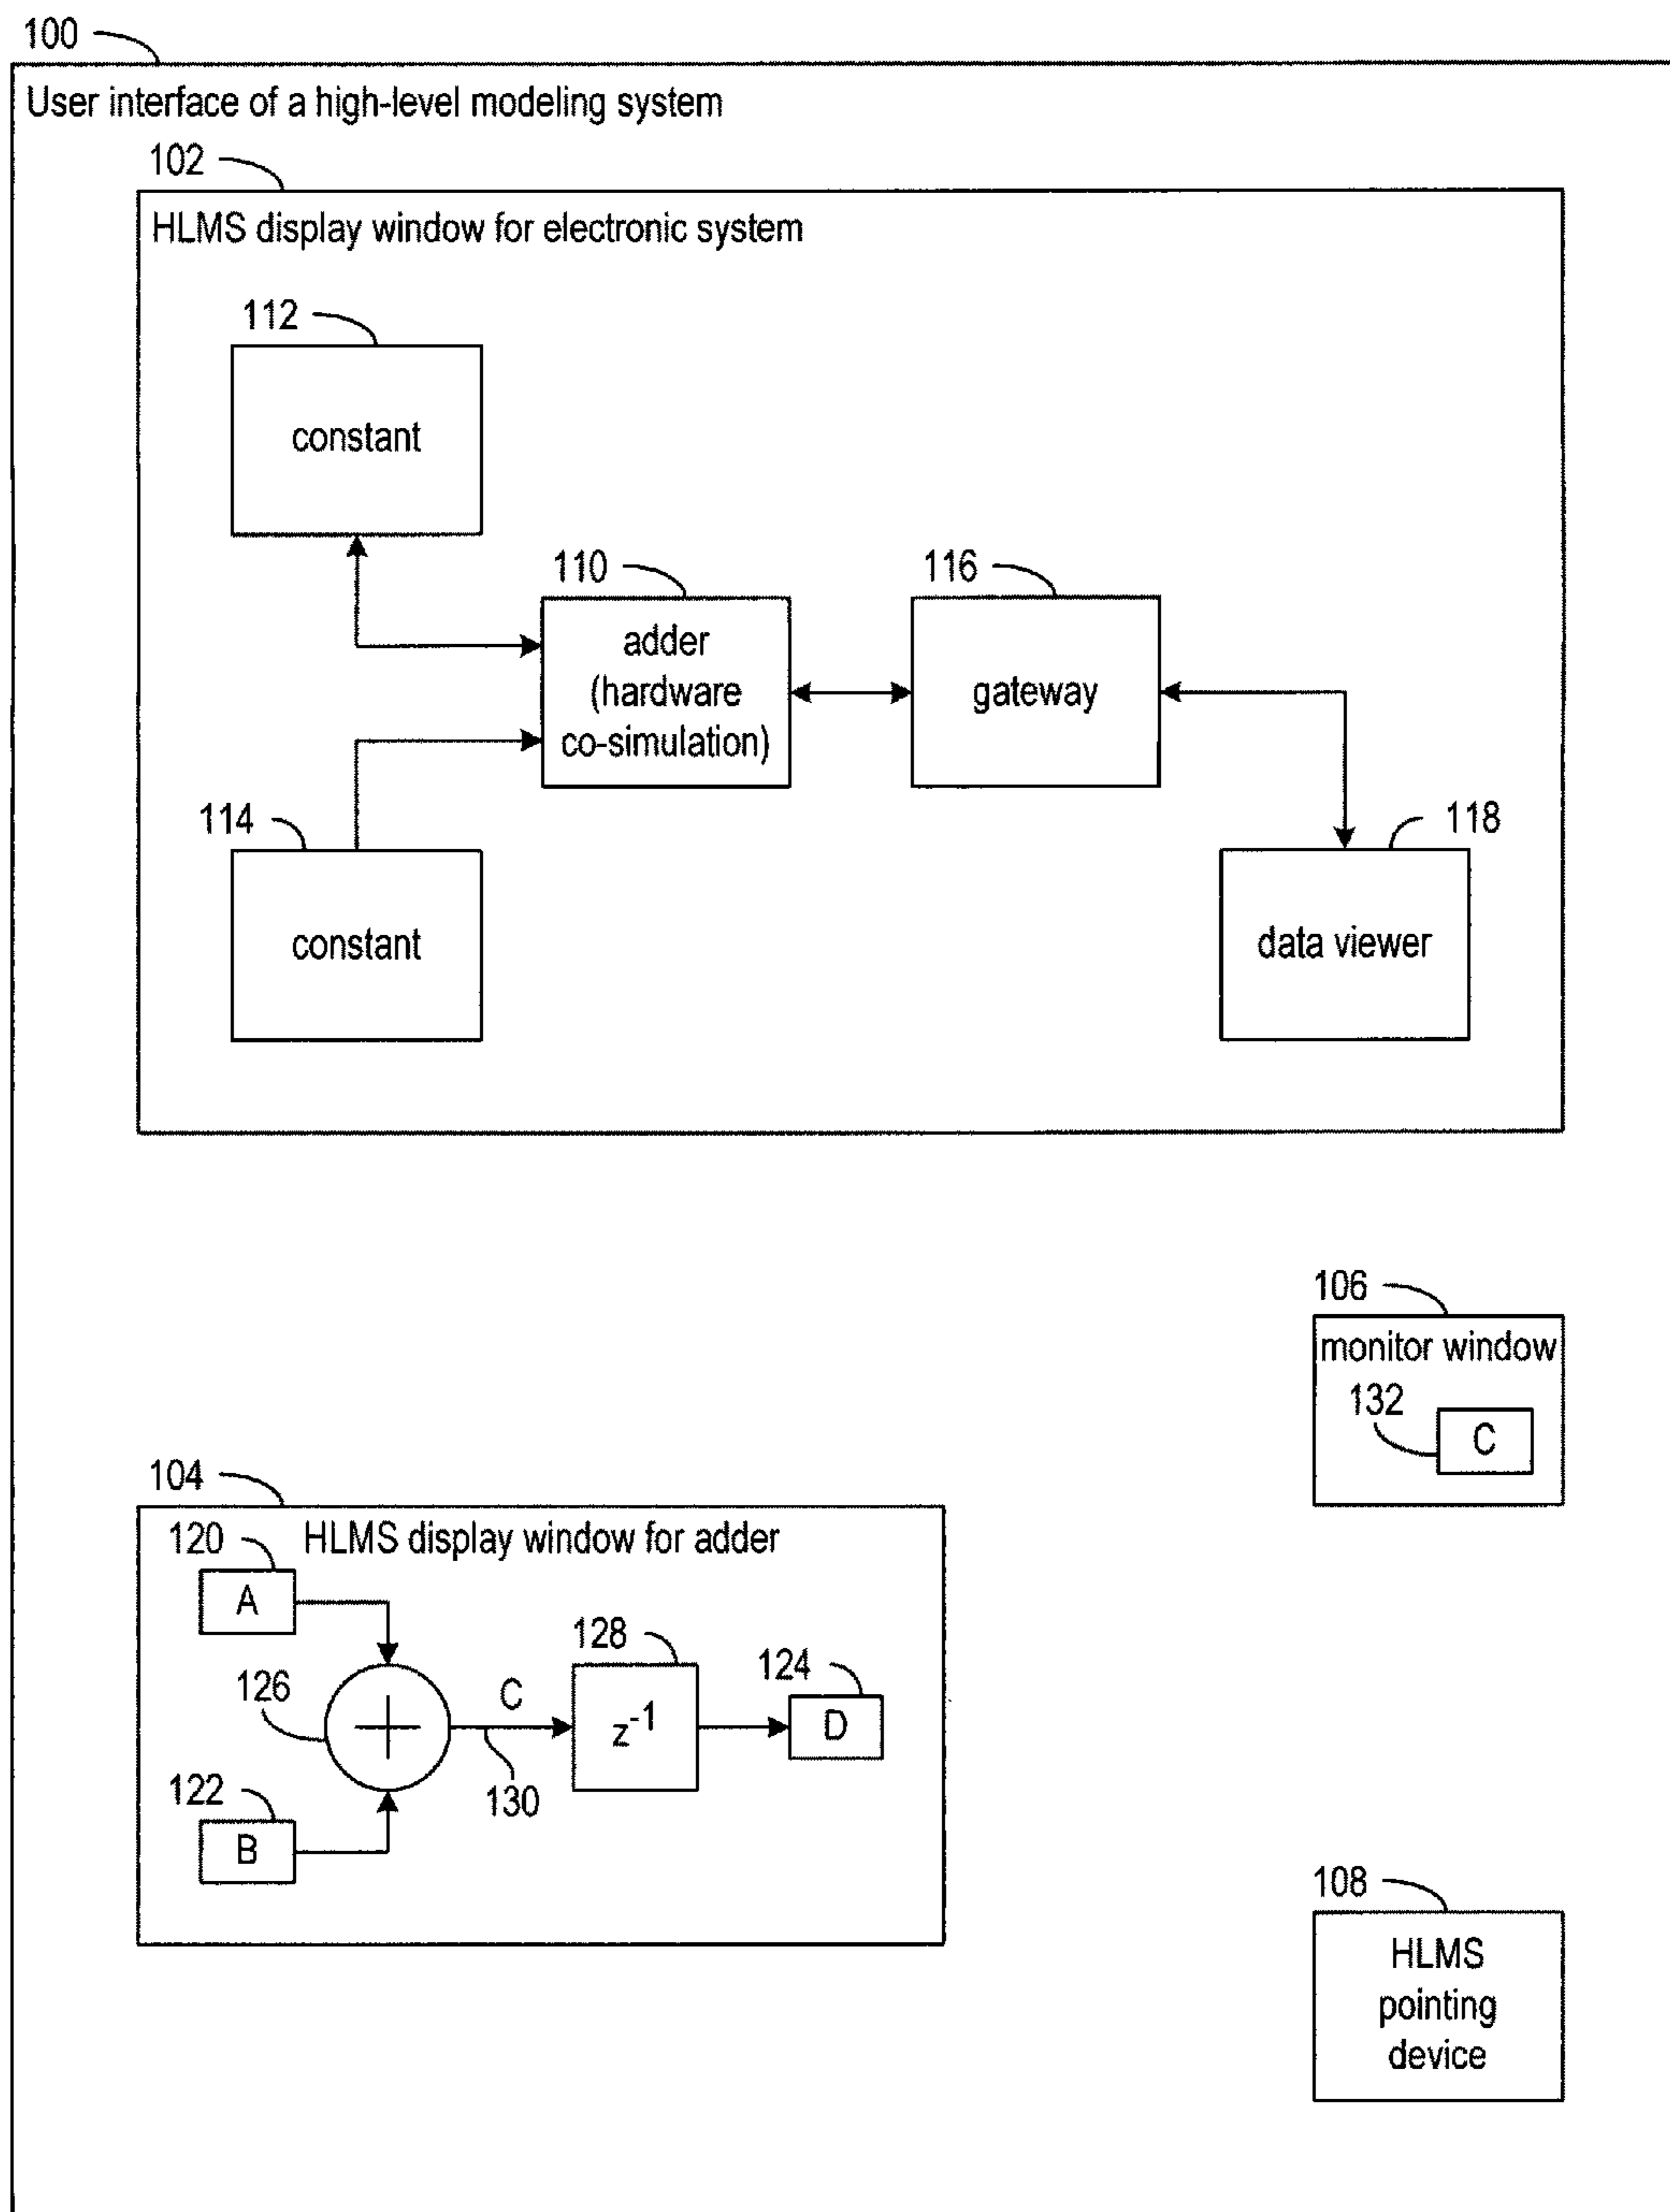 100
User interface of a high-level modeling system
102
HLMS display window for electronic system
112
constant
110
116
adder
(hardware
co-simulation)
gateway
114
118
constant
data viewer
106
monitor window
132
C
104
HLMS display window for adder
120
A
128
124
126
C
z⁻¹
D
130
122
B
108
HLMS
pointing
device